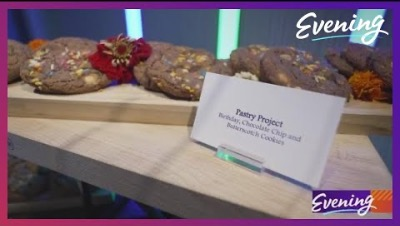 Evening
Pastry Project
Birthday, Chocolate Chip and
Butterscotch Cookies
Evening